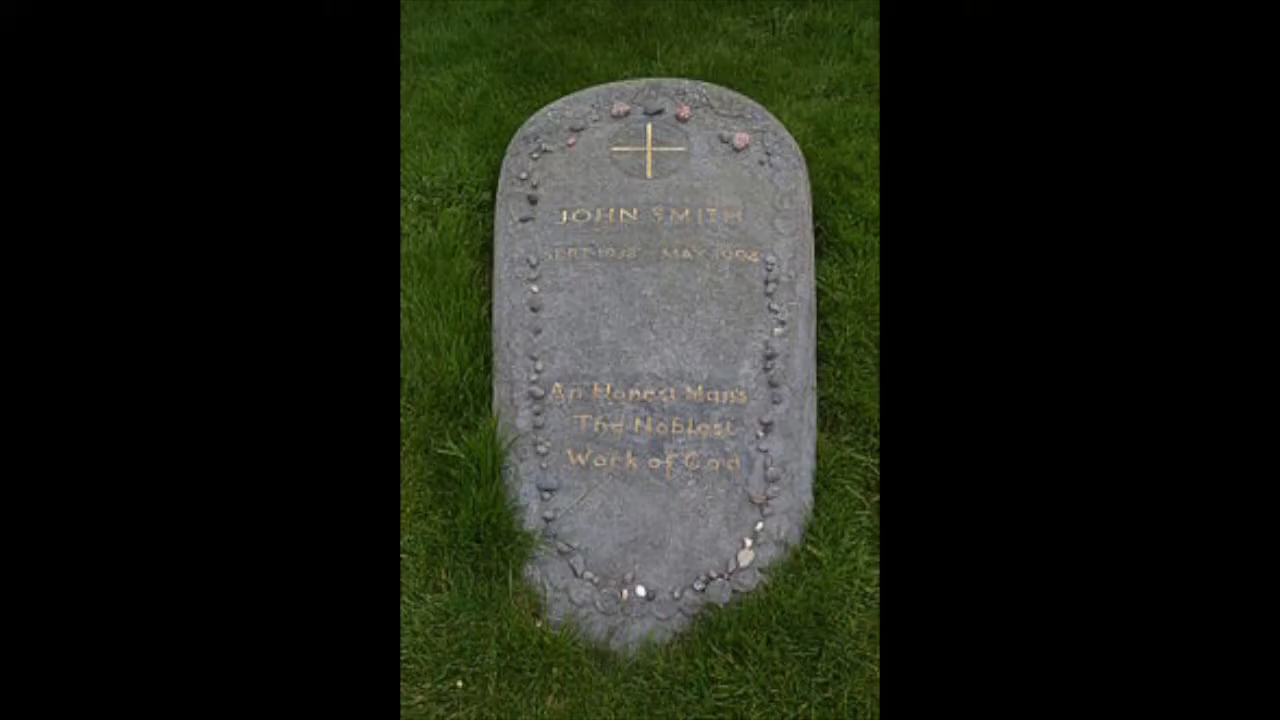 JOHN SMITH
SEPT 1938 - MAY 1994
An Honest Man's
The Noblest
Work of God